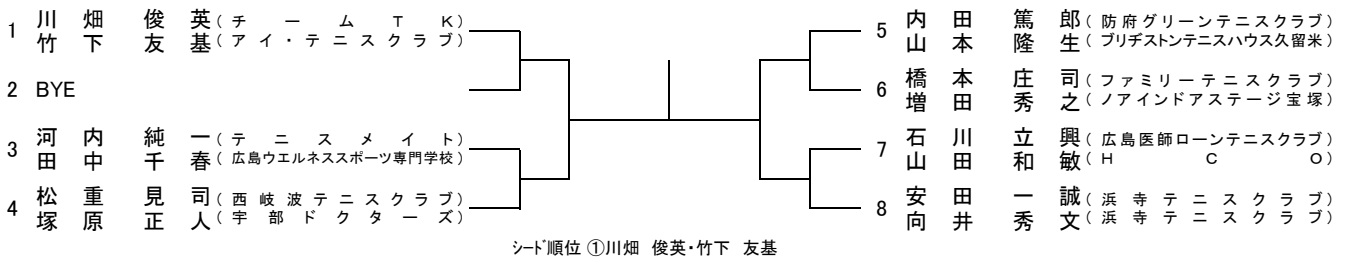 1 川畑 俊英(チームTK)
竹下 友基(アイ・テニスクラブ)
2 BYE
3 河内 純一(テニスメイト)
田中 千春(広島ウエルネススポーツ専門学校)
4 松重 見司(西岐波テニスクラブ)
塚原 正人(宇部ドクターズ)
5 内田 篤郎(防府グリーンテニスクラブ)
山本 隆生(ブリヂストンテニスハウス久留米)
6 橋本 庄司(ファミリーテニスクラブ)
増田 秀之(ノアインドアステージ宝塚)
7 石川 立興(広島医師ローンテニスクラブ)
山田 和敏(HCO)
8 安田 一誠(浜寺テニスクラブ)
向井 秀文(浜寺テニスクラブ)
シード順位 ①川畑 俊英・竹下 友基